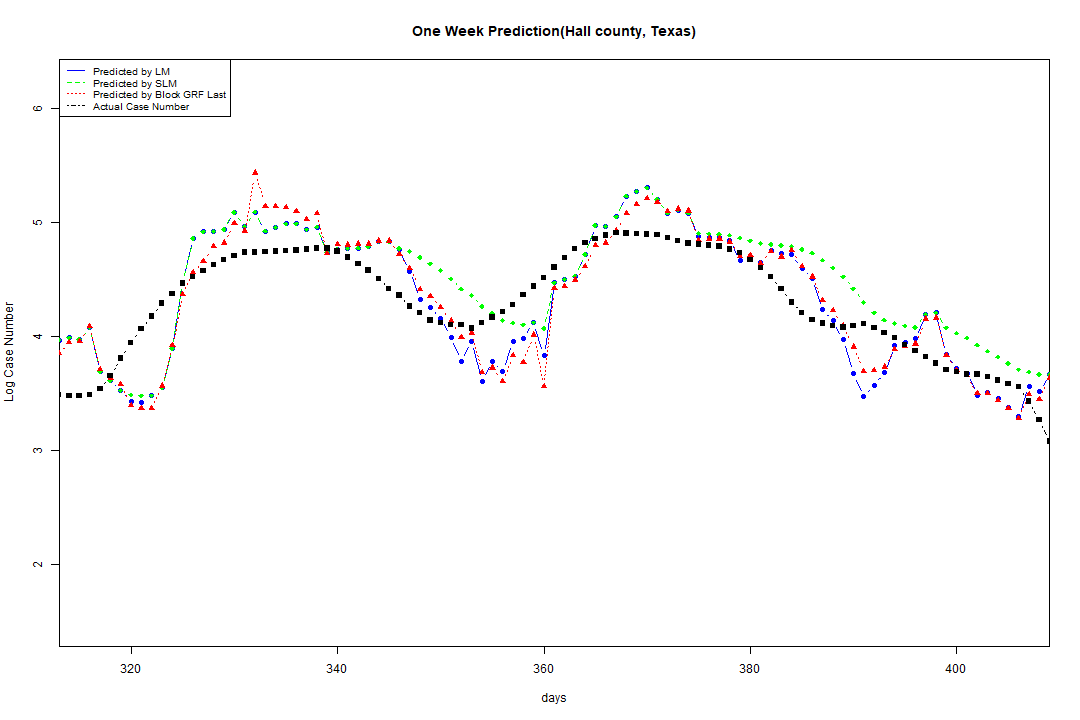 One Week Prediction(Hall county, Texas)
Predicted by LM
Predicted by SLM
Predicted by Block GRF Last
Actual Case Number
6
5
4
3
2
Log Case Number
320 340 360 380 400
days